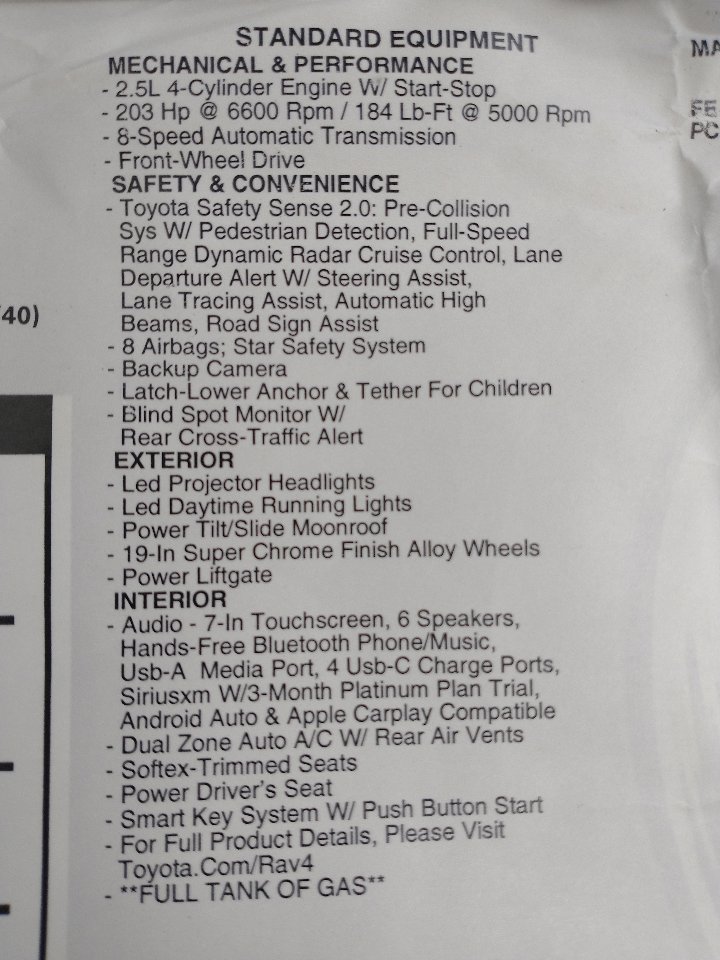 STANDARD EQUIPMENT
MECHANICAL & PERFORMANCE
- 2.5L 4-Cylinder Engine W/ Start-Stop
- 203 Hp @ 6600 Rpm / 184 Lb-Ft @ 5000 Rpm
- 8-Speed Automatic Transmission
- Front-Wheel Drive
SAFETY & CONVENIENCE
- Toyota Safety Sense 2.0: Pre-Collision
Sys W/ Pedestrian Detection, Full-Speed
Range Dynamic Radar Cruise Control, Lane
Departure Alert W/ Steering Assist,
Lane Tracing Assist, Automatic High
Beams, Road Sign Assist
- 8 Airbags; Star Safety System
- Backup Camera
- Latch-Lower Anchor & Tether For Children
- Blind Spot Monitor W/
Rear Cross-Traffic Alert
EXTERIOR
- Led Projector Headlights
- Led Daytime Running Lights
- Power Tilt/Slide Moonroof
- 19-In Super Chrome Finish Alloy Wheels
- Power Liftgate
INTERIOR
- Audio - 7-In Touchscreen, 6 Speakers,
Hands-Free Bluetooth Phone/Music,
Usb-A Media Port, 4 Usb-C Charge Ports,
Siriusxm W/3-Month Platinum Plan Trial,
Android Auto & Apple Carplay Compatible
- Dual Zone Auto A/C W/ Rear Air Vents
- Softex-Trimmed Seats
- Power Driver's Seat
- Smart Key System W/ Push Button Start
- For Full Product Details, Please Visit
Toyota.Com/Rav4
- **FULL TANK OF GAS**
40)
MA
FE
PC